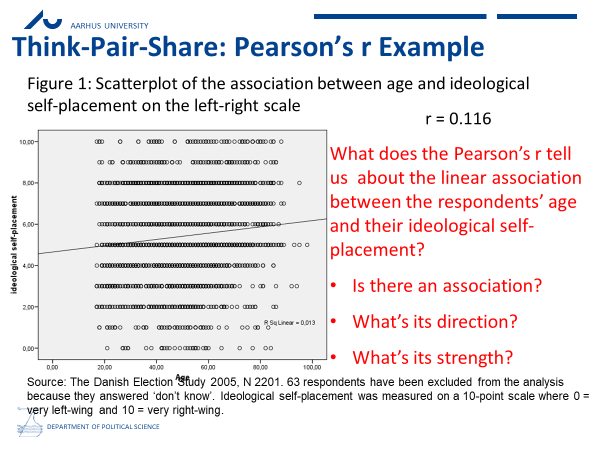 AARHUS UNIVERSITY
Think-Pair-Share: Pearson's r Example
Figure 1: Scatterplot of the association between age and ideological
self-placement on the left-right scale
r = 0.116
What does the Pearson's r tell
us about the linear association
between the respondents' age
and their ideological self-
placement?
• Is there an association?
• What's its direction?
• What's its strength?
ideological self-placement
10,00
8,00
6,00
4,00
2,00
0,00
R Sq Linear = 0,013
0,00 20,00 40,00 60,00 80,00 100,00
Age
Source: The Danish Election Study 2005, N 2201. 63 respondents have been excluded from the analysis
because they answered 'don't know'. Ideological self-placement was measured on a 10-point scale where 0 =
very left-wing and 10 = very right-wing.
DEPARTMENT OF POLITICAL SCIENCE